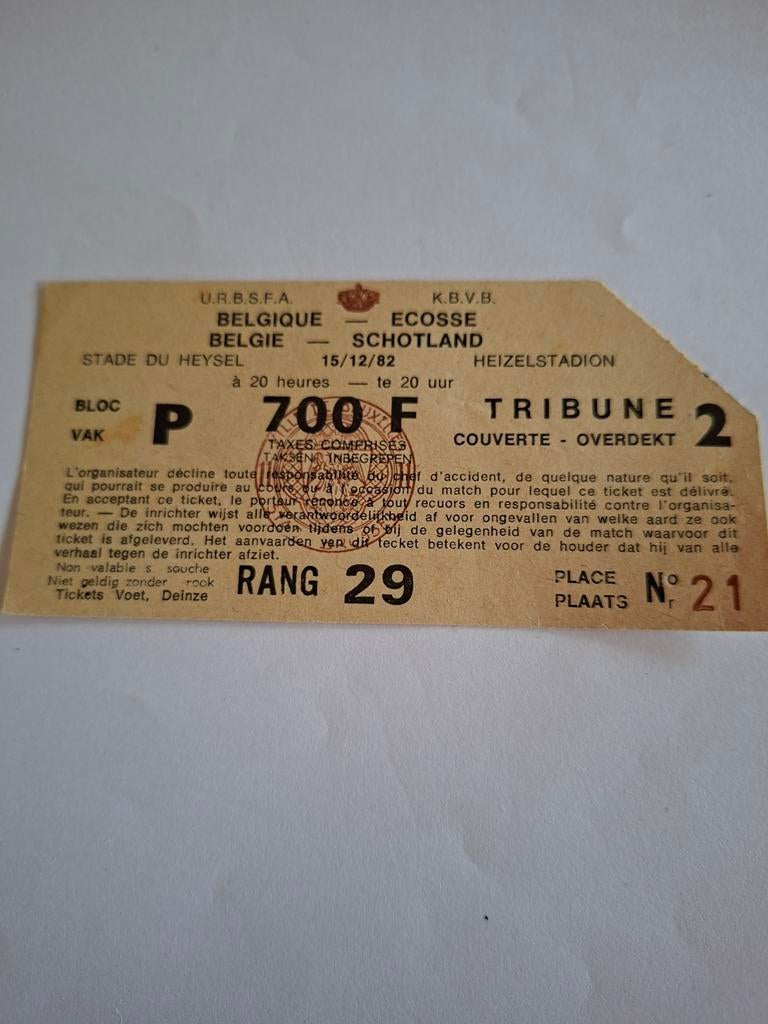 U.R.B.S.F.A. K.B.V.B.
BELGIQUE — ECOSSE
BELGIE — SCHOTLAND
STADE DU HEYSEL 15/12/82 HEIZELSTADION
à 20 heures — te 20 uur
BLOC
VAK P 700 F TRIBUNE 2
TAXES COMPRISES COUVERTE - OVERDEKT
TAKSEN INBEGREPEN
L'organisateur décline toute responsabilité du chef d'accident, de quelque nature qu'il soit,
qui pourrait se produire au cours ou à l'occasion du match pour lequel ce ticket est délivré.
En acceptant ce ticket, le porteur renonce à tout recuors en responsabilité contre l'organisa-
teur. — De inrichter wijst alle verantwoordelijkheid af voor ongevallen van welke aard ze ook
wezen die zich mochten voordoen tijdens of bij de gelegenheid van de match waarvoor dit
ticket is afgeleverd. Het aanvaarden van dit tecket betekent voor de houder dat hij van alle
verhaal tegen de inrichter afziet.
Non valable s souche
Niet geldig zonder rook
Tickets Voet, Deinze
RANG 29
PLACE
PLAATS Nº/r 21